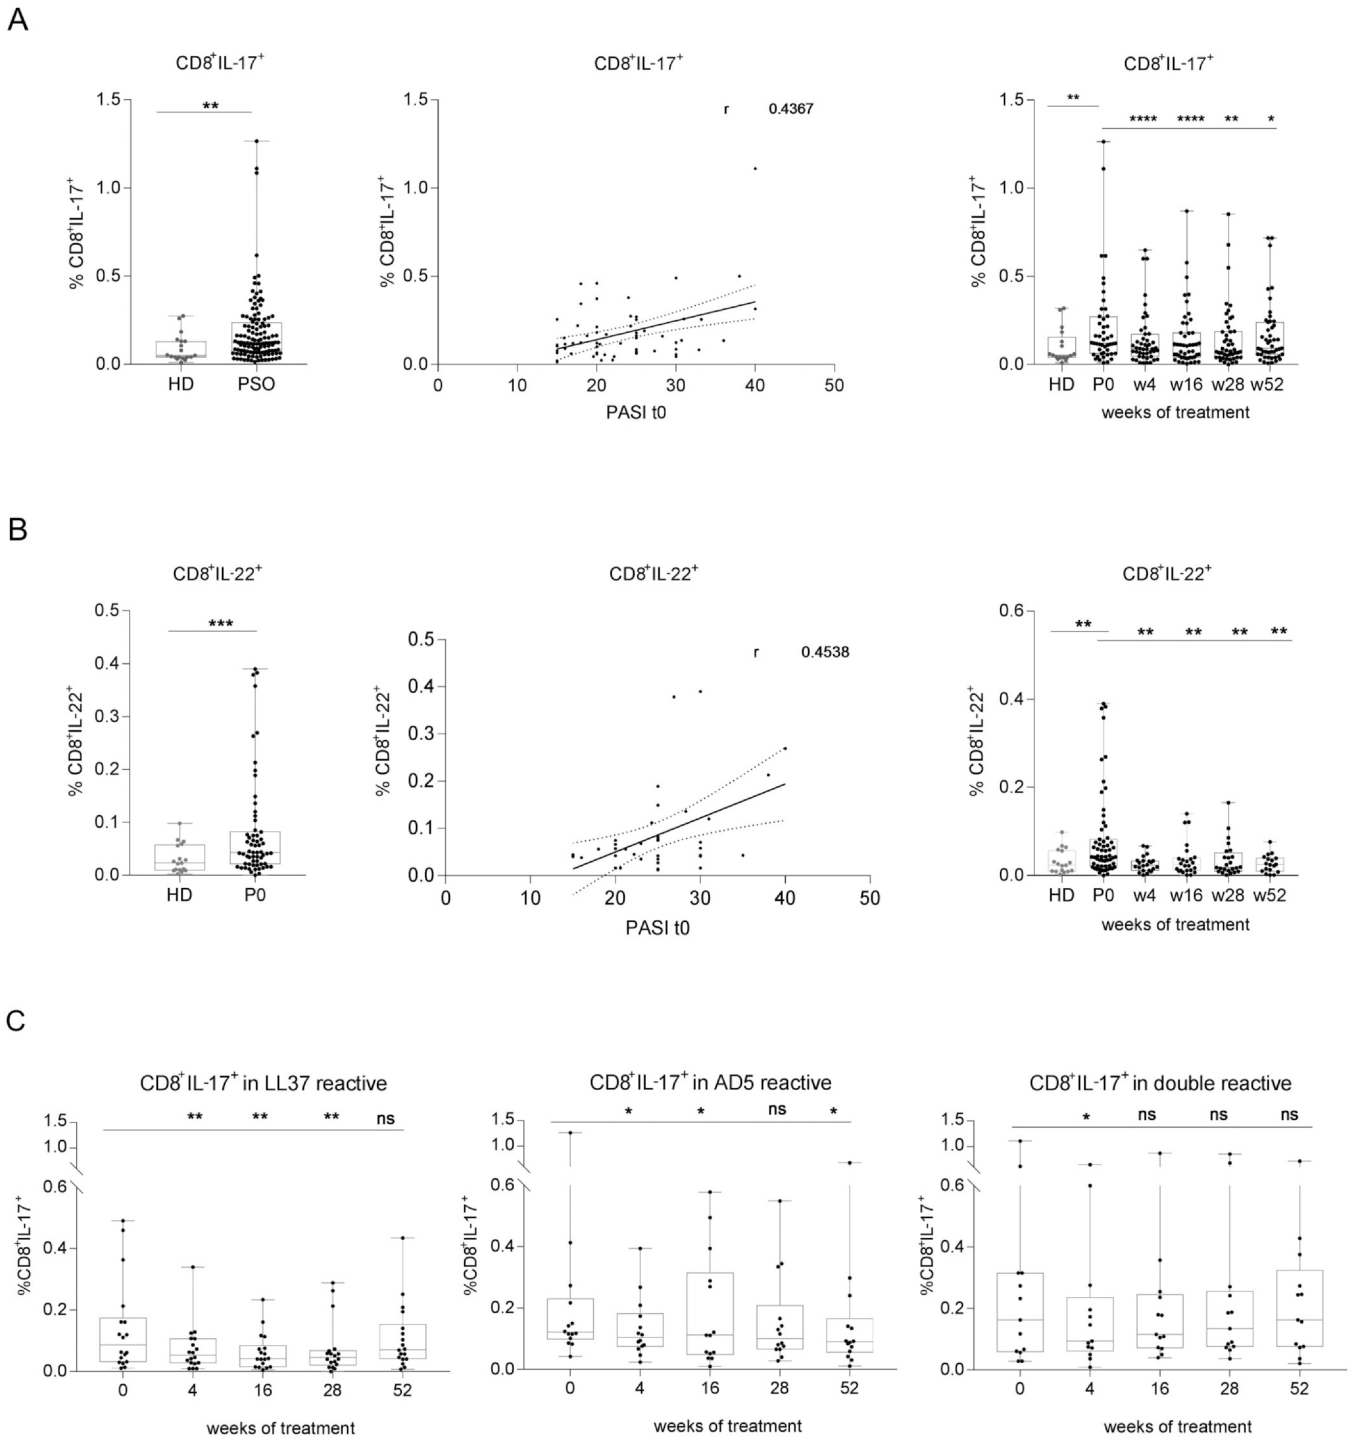 A
CD8+IL-17+
**
1.5
1.0
0.5
0.0
% CD8+IL-17+
HD PSO
CD8+IL-17+
r 0.4367
1.5
1.0
0.5
0.0
% CD8+IL-17+
0 10 20 30 40 50
PASI t0
CD8+IL-17+
** **** **** ** *
1.5
1.0
0.5
0.0
% CD8+IL-17+
HD P0 w4 w16 w28 w52
weeks of treatment
B
CD8+IL-22+
***
0.5
0.4
0.3
0.2
0.1
0.0
% CD8+IL-22+
HD P0
CD8+IL-22+
r 0.4538
0.5
0.4
0.3
0.2
0.1
0.0
% CD8+IL-22+
0 10 20 30 40 50
PASI t0
CD8+IL-22+
** ** ** ** **
0.6
0.4
0.2
0.0
% CD8+IL-22+
HD P0 w4 w16 w28 w52
weeks of treatment
C
CD8+IL-17+ in LL37 reactive
** ** ** ns
1.5
1.0
0.6
0.4
0.2
0.0
%CD8+IL-17+
0 4 16 28 52
weeks of treatment
CD8+IL-17+ in AD5 reactive
* * ns *
1.5
1.0
0.6
0.4
0.2
0.0
%CD8+IL-17+
0 4 16 28 52
weeks of treatment
CD8+IL-17+ in double reactive
* ns ns ns
1.5
1.0
0.6
0.4
0.2
0.0
%CD8+IL-17+
0 4 16 28 52
weeks of treatment